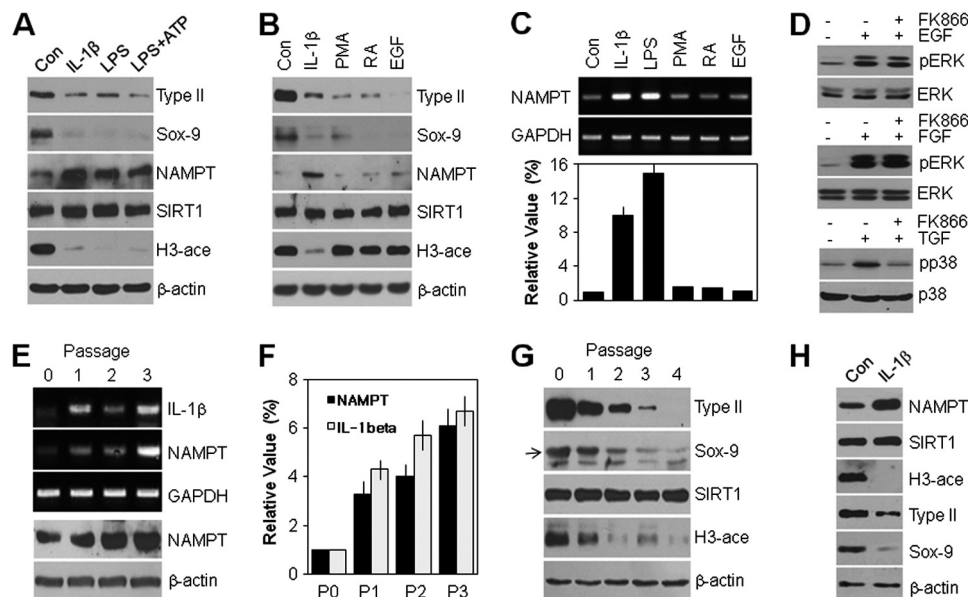 A
Con IL-1β LPS LPS+ATP
Type II
Sox-9
NAMPT
SIRT1
H3-ace
β-actin
B
Con IL-1β PMA RA EGF
Type II
Sox-9
NAMPT
SIRT1
H3-ace
β-actin
C
Con IL-1β LPS PMA RA EGF
NAMPT
GAPDH
Relative Value (%)
16
12
8
4
0
D
- - + FK866
- + + EGF
pERK
ERK
- - + FK866
- + + FGF
pERK
ERK
- - + FK866
- + + TGF
pp38
p38
E
Passage
0 1 2 3
IL-1β
NAMPT
GAPDH
NAMPT
β-actin
F
Relative Value (%)
8
6
4
2
0
NAMPT
IL-1beta
P0 P1 P2 P3
G
Passage
0 1 2 3 4
Type II
Sox-9
SIRT1
H3-ace
β-actin
H
Con IL-1β
NAMPT
SIRT1
H3-ace
Type II
Sox-9
β-actin